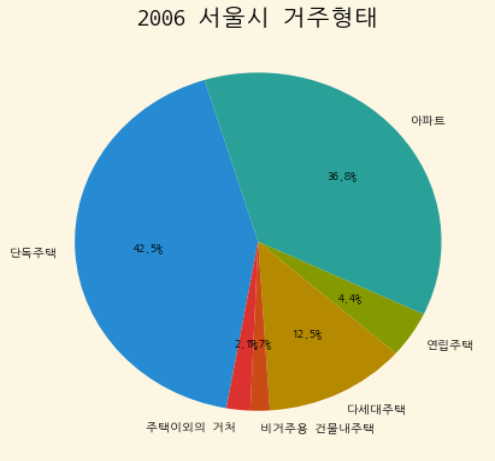 2006 서울시 거주형태
아파트
36.8%
단독주택
42.5%
4.4%
연립주택
12.5%
다세대주택
주택이외의 거처
비거주용 건물내주택